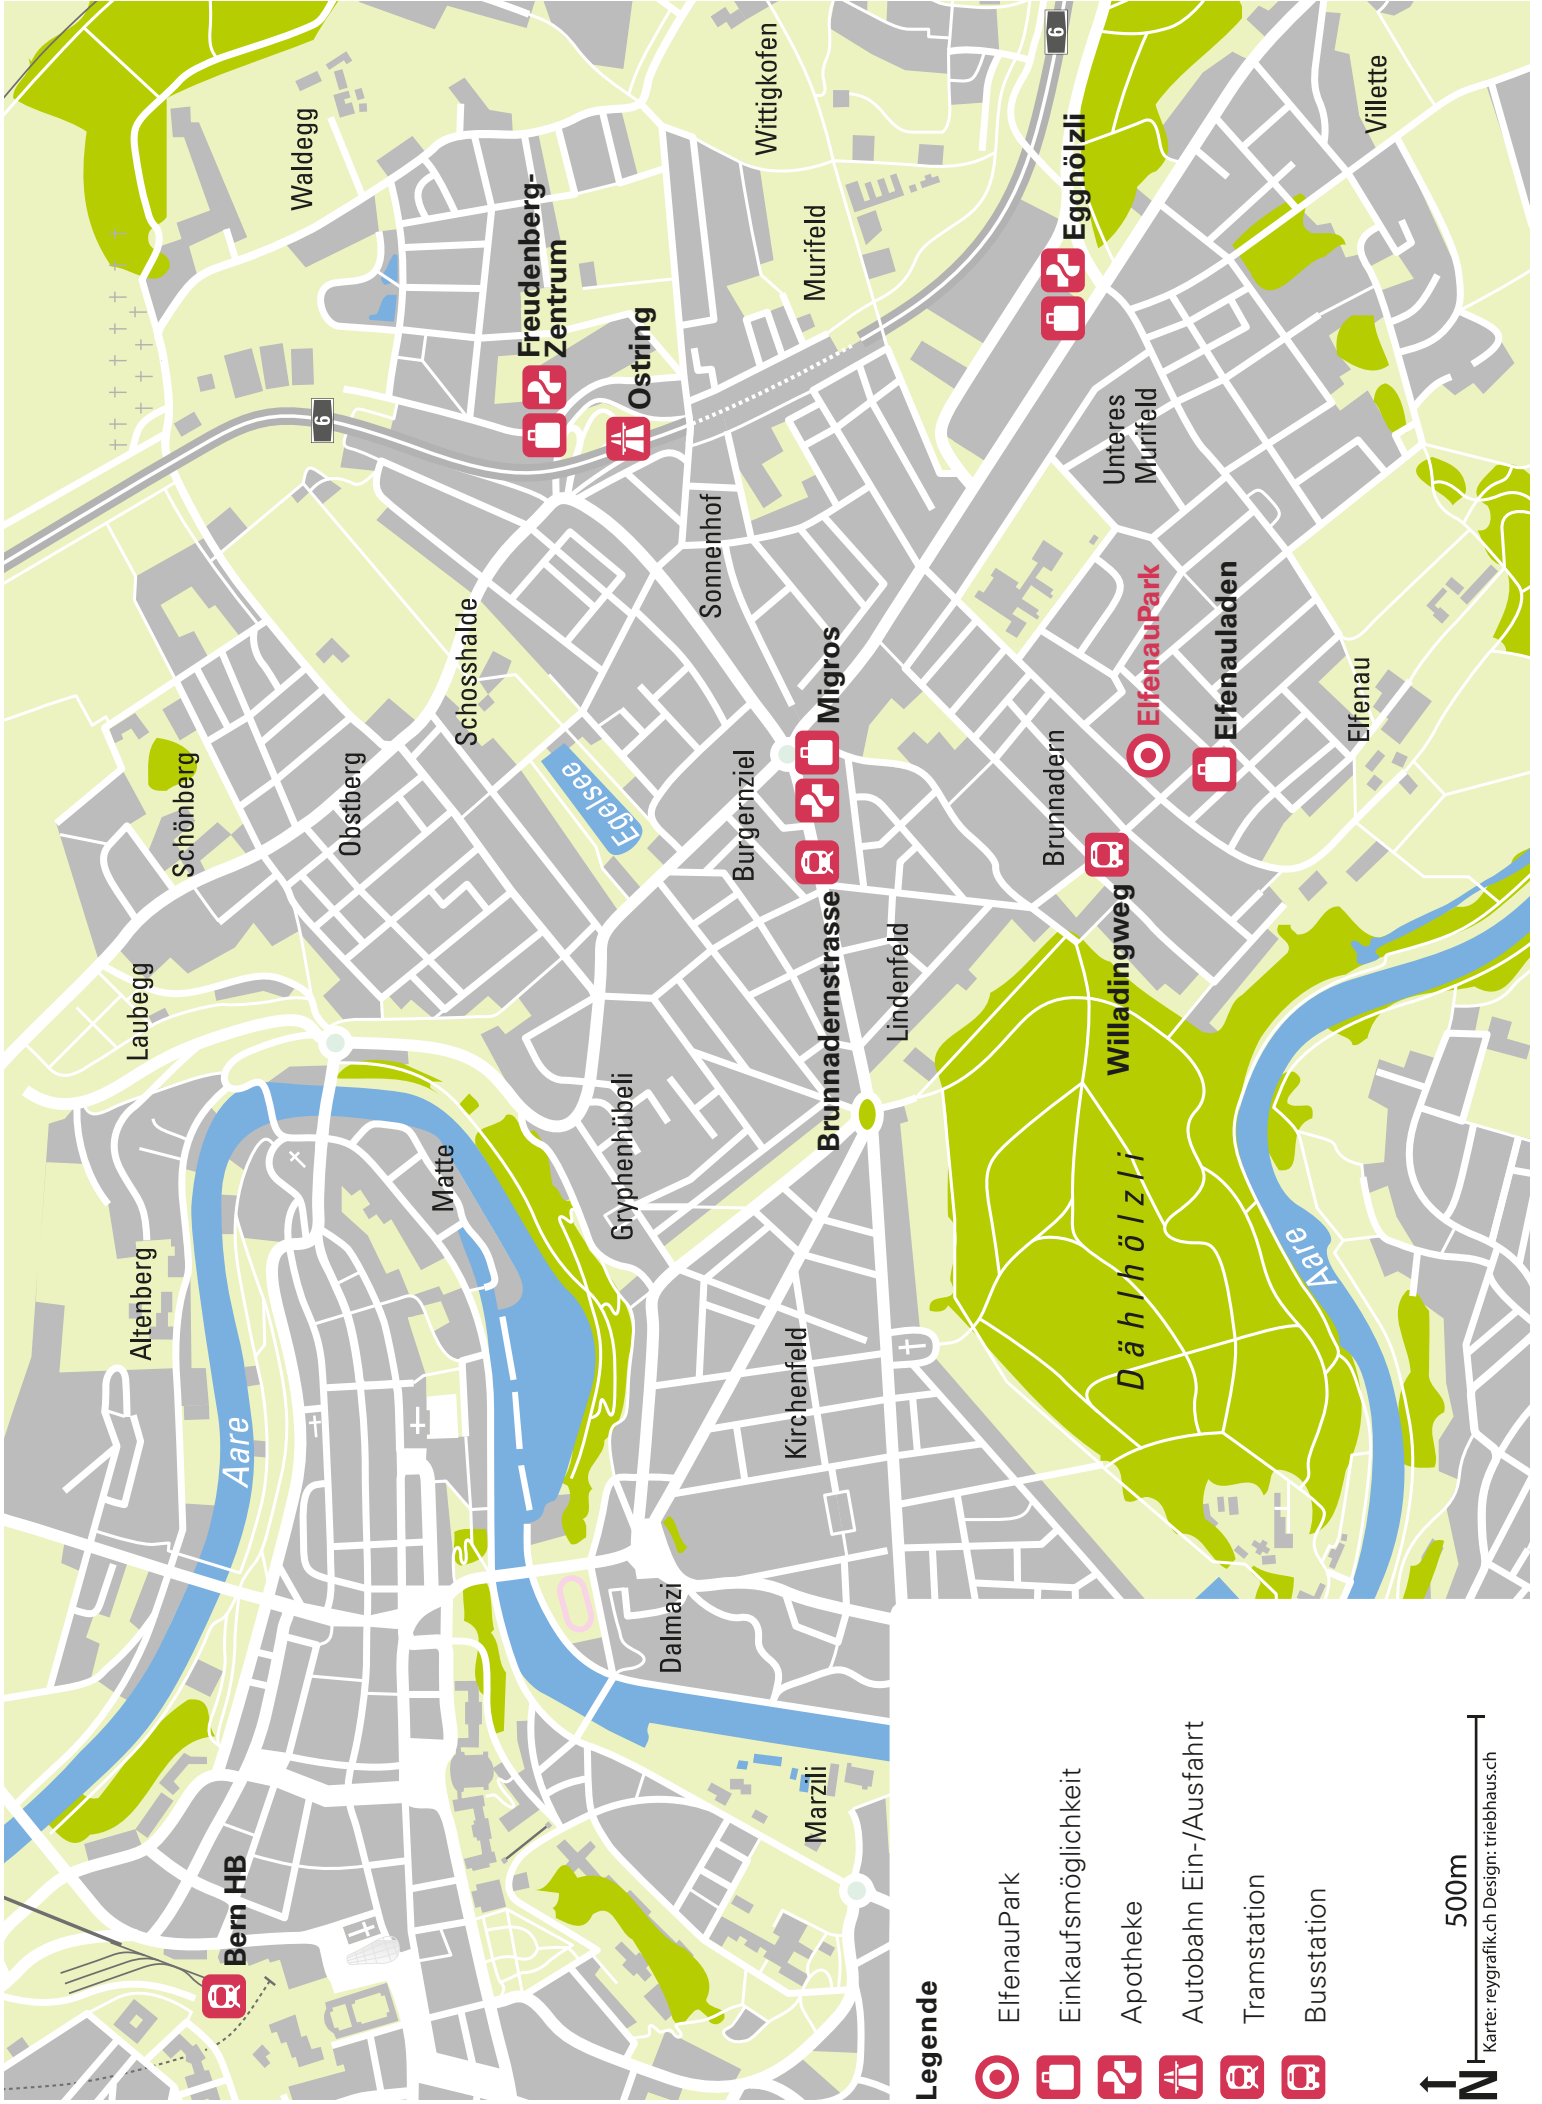 Bern HB
Altenberg
Aare
Laubegg
Schönberg
Obstberg
Waldegg
6
Matte
Schosshalde
Egelsee
Freudenberg-
Zentrum
Ostring
Gryphenhübeli
Sonnenhof
Dalmazi
Burgernziel
Wittigkofen
Marzili
Kirchenfeld
Brunnadernstrasse
Migros
Murifeld
Lindenfeld
6
Egghölzli
Brunnadern
Unteres
Murifeld
Dählhölzli
Willadingweg
ElfenauPark
Elfenauladen
Aare
Elfenau
Villette
Legende
ElfenauPark
Einkaufsmöglichkeit
Apotheke
Autobahn Ein-/Ausfahrt
Tramstation
Busstation
N
500m
Karte: reygrafik.ch Design: triebhaus.ch